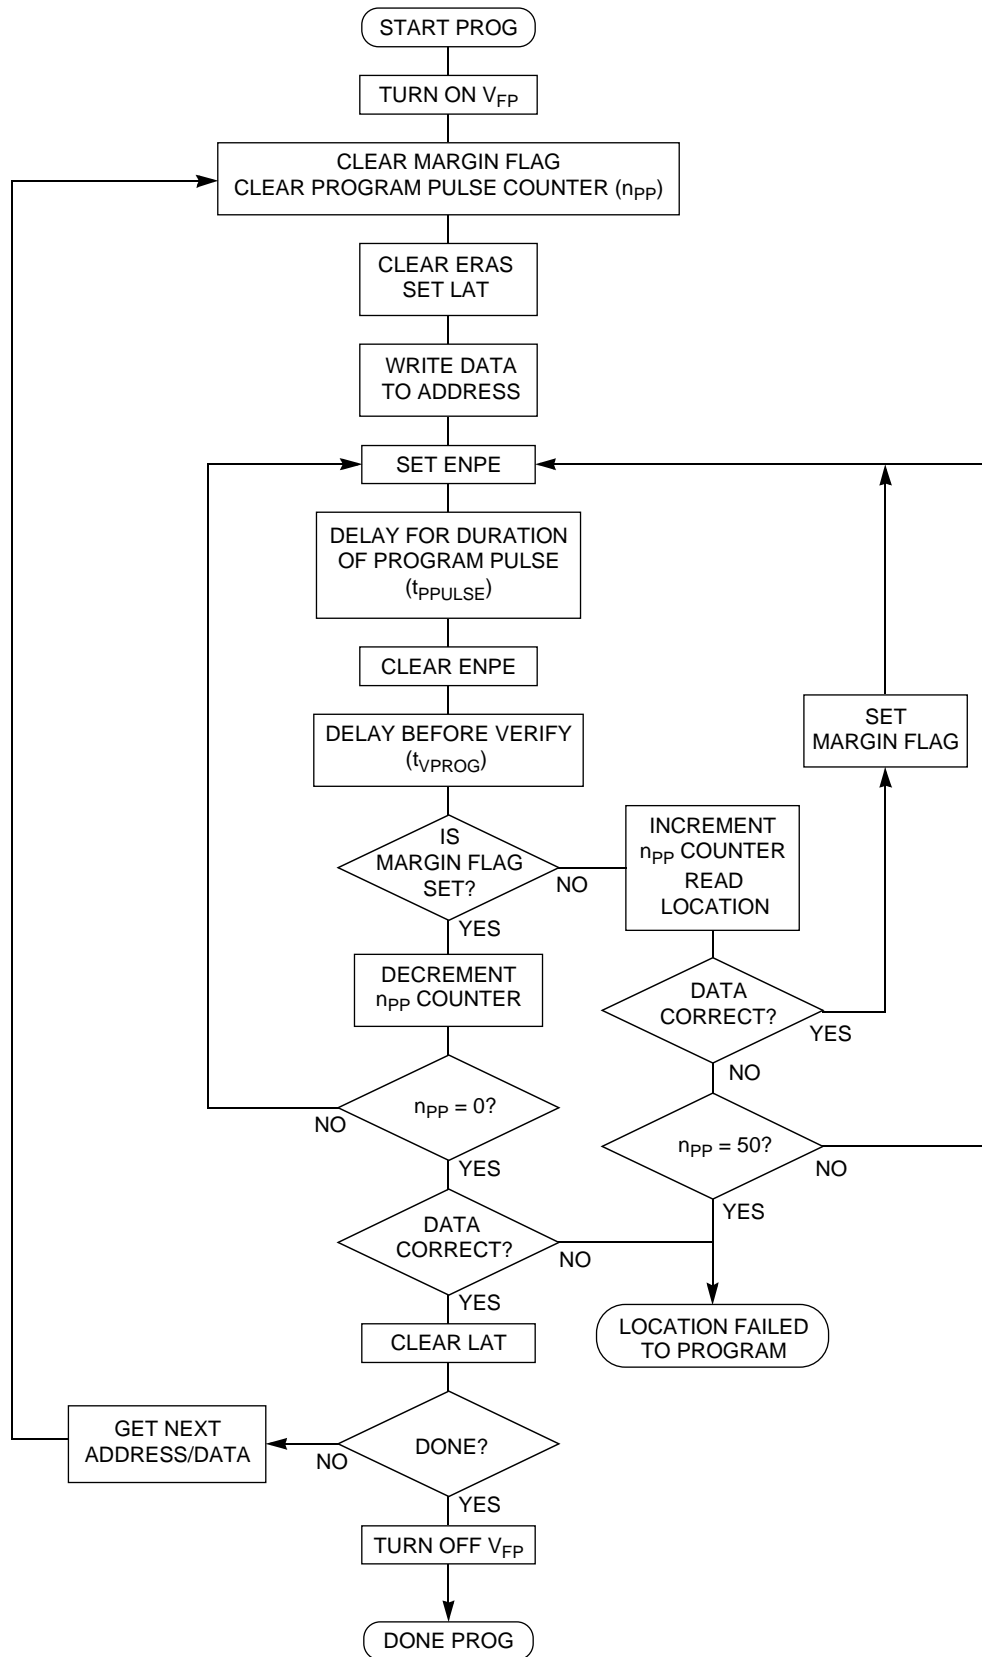 START PROG
TURN ON VFP
CLEAR MARGIN FLAG
CLEAR PROGRAM PULSE COUNTER (nPP)
CLEAR ERAS
SET LAT
WRITE DATA
TO ADDRESS
SET ENPE
DELAY FOR DURATION
OF PROGRAM PULSE
(tPPULSE)
CLEAR ENPE
DELAY BEFORE VERIFY
(tVPROG)
SET
MARGIN FLAG
IS
MARGIN FLAG
SET?
NO
YES
INCREMENT
nPP COUNTER
READ
LOCATION
DECREMENT
nPP COUNTER
DATA
CORRECT?
YES
NO
nPP = 0?
NO
YES
nPP = 50?
NO
YES
DATA
CORRECT?
NO
YES
LOCATION FAILED
TO PROGRAM
CLEAR LAT
GET NEXT
ADDRESS/DATA
DONE?
NO
YES
TURN OFF VFP
DONE PROG